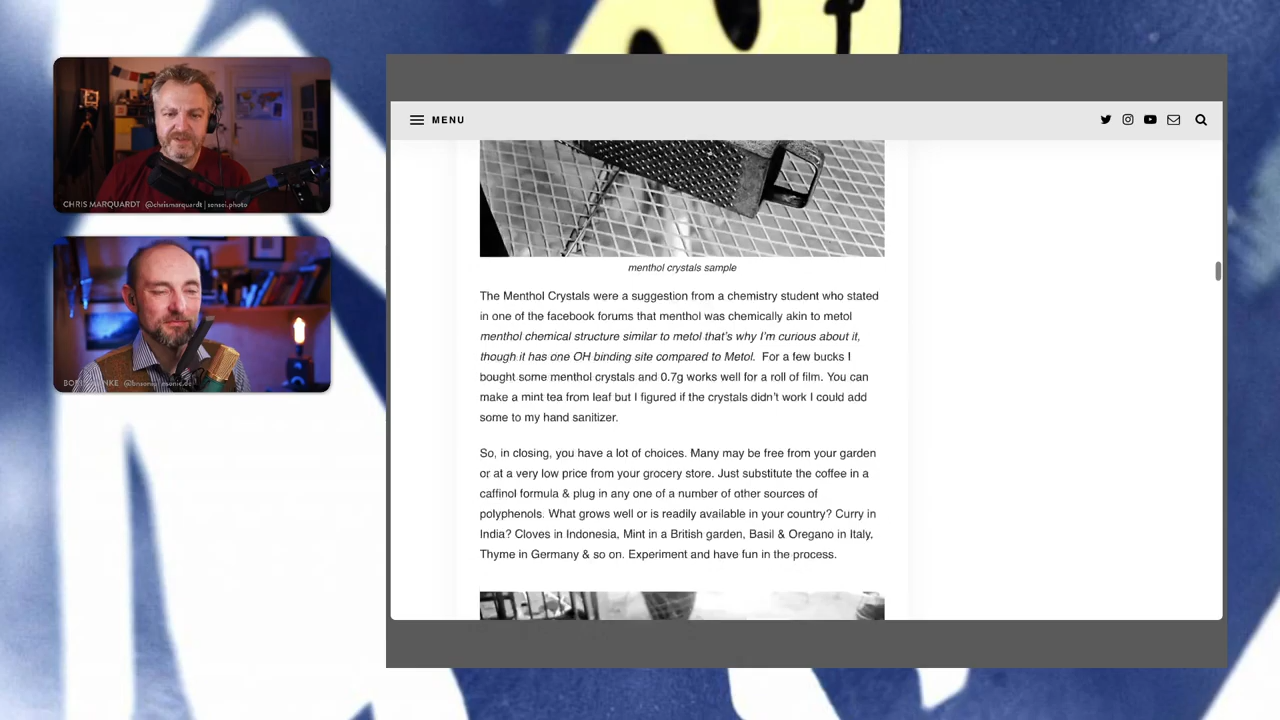 CHRIS MARQUARDT @chrismarquardt | sensei.photo
MENU
menthol crystals sample
The Menthol Crystals were a suggestion from a chemistry student who stated
in one of the facebook forums that menthol was chemically akin to metol
menthol chemical structure similar to metol that's why I'm curious about it,
though it has one OH binding site compared to Metol. For a few bucks I
bought some menthol crystals and 0.7g works well for a roll of film. You can
make a mint tea from leaf but I figured if the crystals didn't work I could add
some to my hand sanitizer.
So, in closing, you have a lot of choices. Many may be free from your garden
or at a very low price from your grocery store. Just substitute the coffee in a
caffinol formula & plug in any one of a number of other sources of
polyphenols. What grows well or is readily available in your country? Curry in
India? Cloves in Indonesia, Mint in a British garden, Basil & Oregano in Italy,
Thyme in Germany & so on. Experiment and have fun in the process.